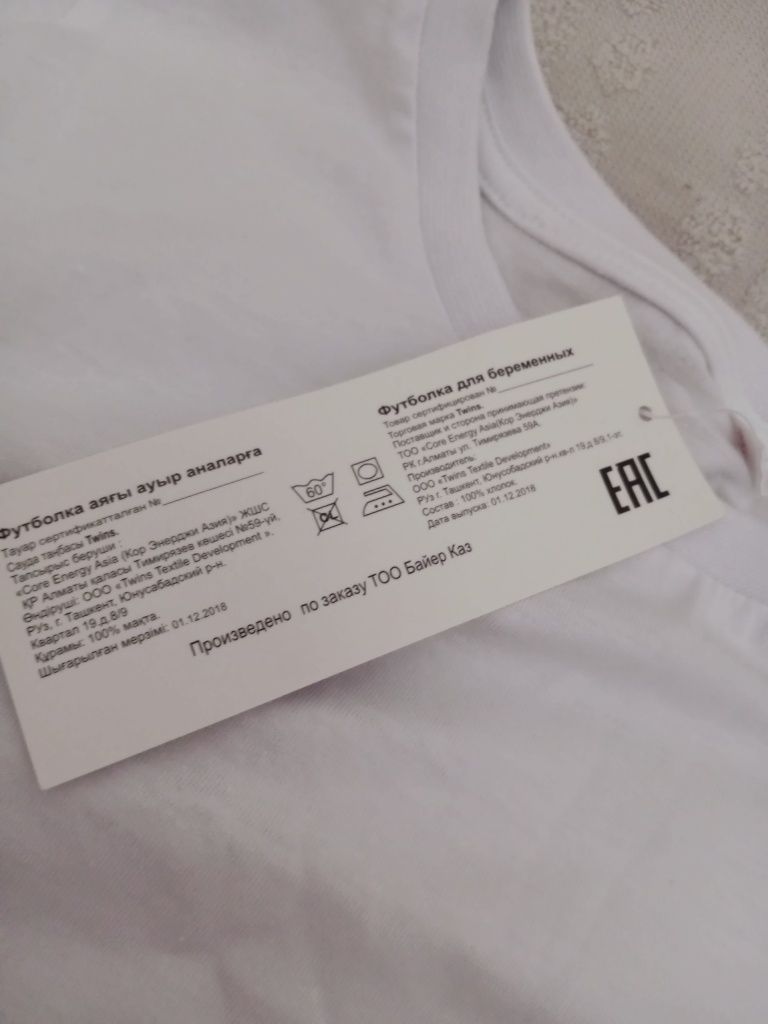 Футболка аяғы ауыр аналарға
Тауар сертификатталған №
Сауда таңбасы Twins.
Тапсырыс беруши :
«Core Energy Asia (Кор Энерджи Азия)» ЖШС
ҚР Алматы қаласы Тимирязев көшесі №59-үй.
Өндіруші: ООО «Twins Textile Development ».
РУз, г. Ташкент, Юнусабадский р-н.
Квартал 19 д.8/9
Құрамы: 100% мақта.
Шығарылған мерзімі: 01.12.2018
60°
Футболка для беременных
Товар сертифицирован №
Торговая марка Twins.
Поставщик и сторона принимающая претензии:
ТОО «Core Energy Asia(Кор Энерджи Азия)»
РК г.Алматы ул. Тимирязева 59А.
Производитель:
ООО «Twins Textile Development»
РУз г. Ташкент, Юнусабадский р-н.кв-л 19,д 8/9,1-эт.
Состав : 100% хлопок.
Дата выпуска: 01.12.2018
EAC
Произведено по заказу ТОО Байер Каз